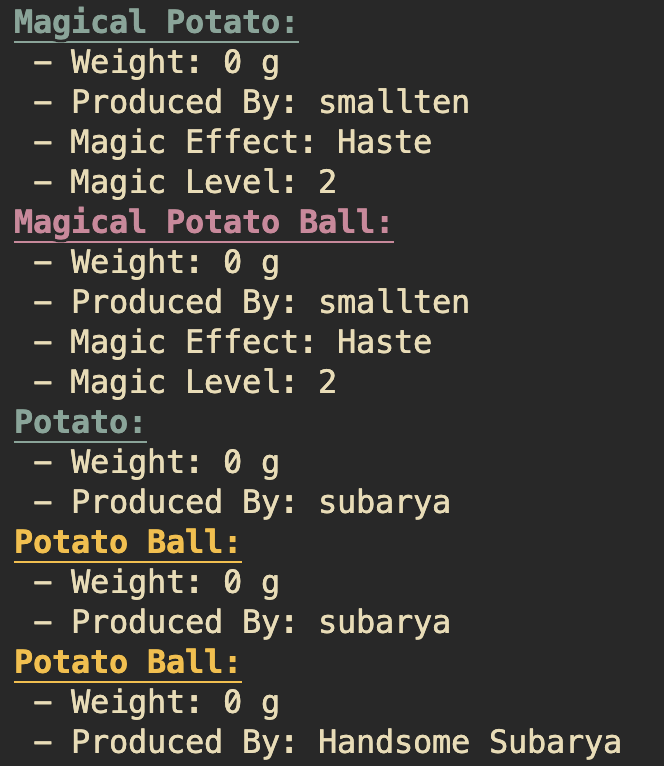 Magical Potato:
- Weight: 0 g
- Produced By: smallten
- Magic Effect: Haste
- Magic Level: 2
Magical Potato Ball:
- Weight: 0 g
- Produced By: smallten
- Magic Effect: Haste
- Magic Level: 2
Potato:
- Weight: 0 g
- Produced By: subarya
Potato Ball:
- Weight: 0 g
- Produced By: subarya
Potato Ball:
- Weight: 0 g
- Produced By: Handsome Subarya